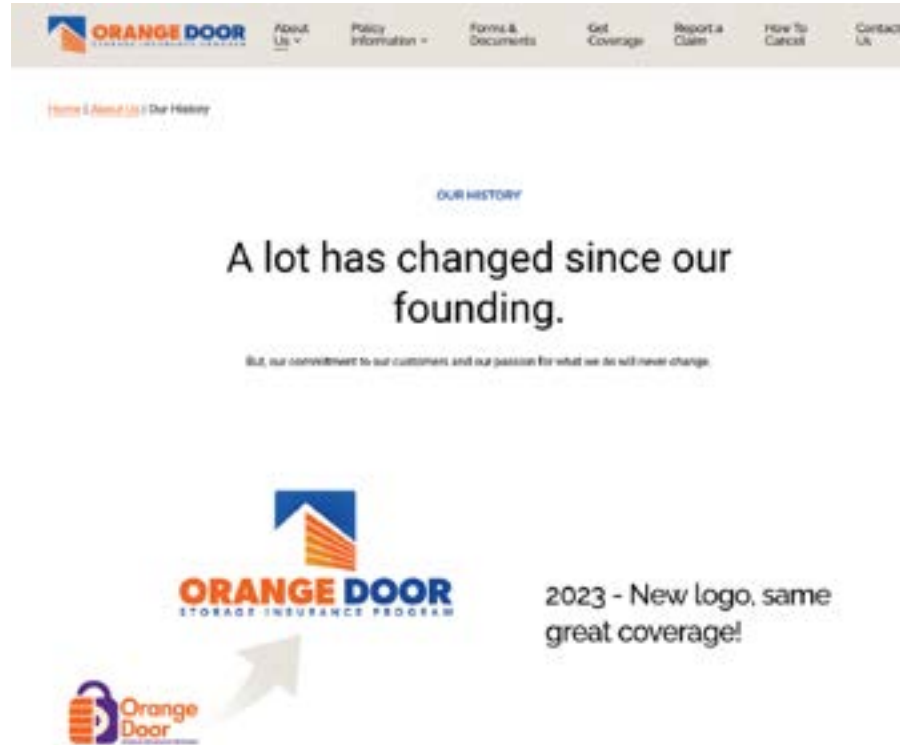 ORANGE DOOR
STORAGE INSURANCE PROGRAM
About Us
Policy Information
Forms & Documents
Get Coverage
Report a Claim
How To Cancel
Contact Us
Home | About Us | Our History
OUR HISTORY
A lot has changed since our
founding.
But, our commitment to our customers and our passion for what we do will never change.
ORANGE DOOR
STORAGE INSURANCE PROGRAM
2023 - New logo, same
great coverage!
Orange
Door